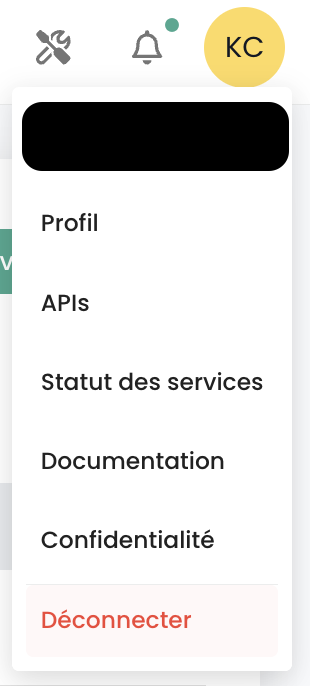 KC
Profil
APIs
Statut des services
Documentation
Confidentialité
Déconnecter